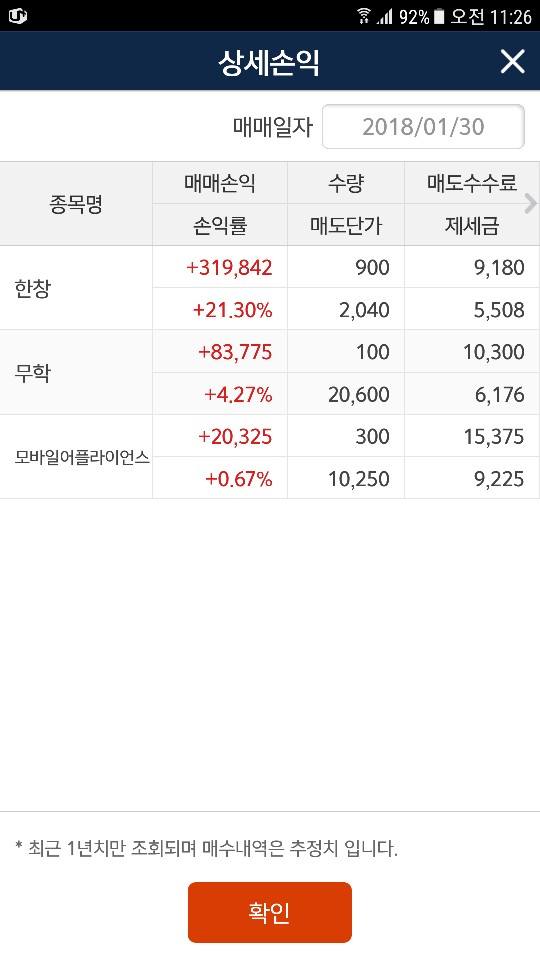 92% 오전 11:26
상세손익
매매일자 2018/01/30
종목명 매매손익 수량 매도수수료
손익률 매도단가 제세금
한창 +319,842 900 9,180
+21.30% 2,040 5,508
무학 +83,775 100 10,300
+4.27% 20,600 6,176
모바일어플라이언스 +20,325 300 15,375
+0.67% 10,250 9,225
* 최근 1년치만 조회되며 매수내역은 추정치 입니다.
확인